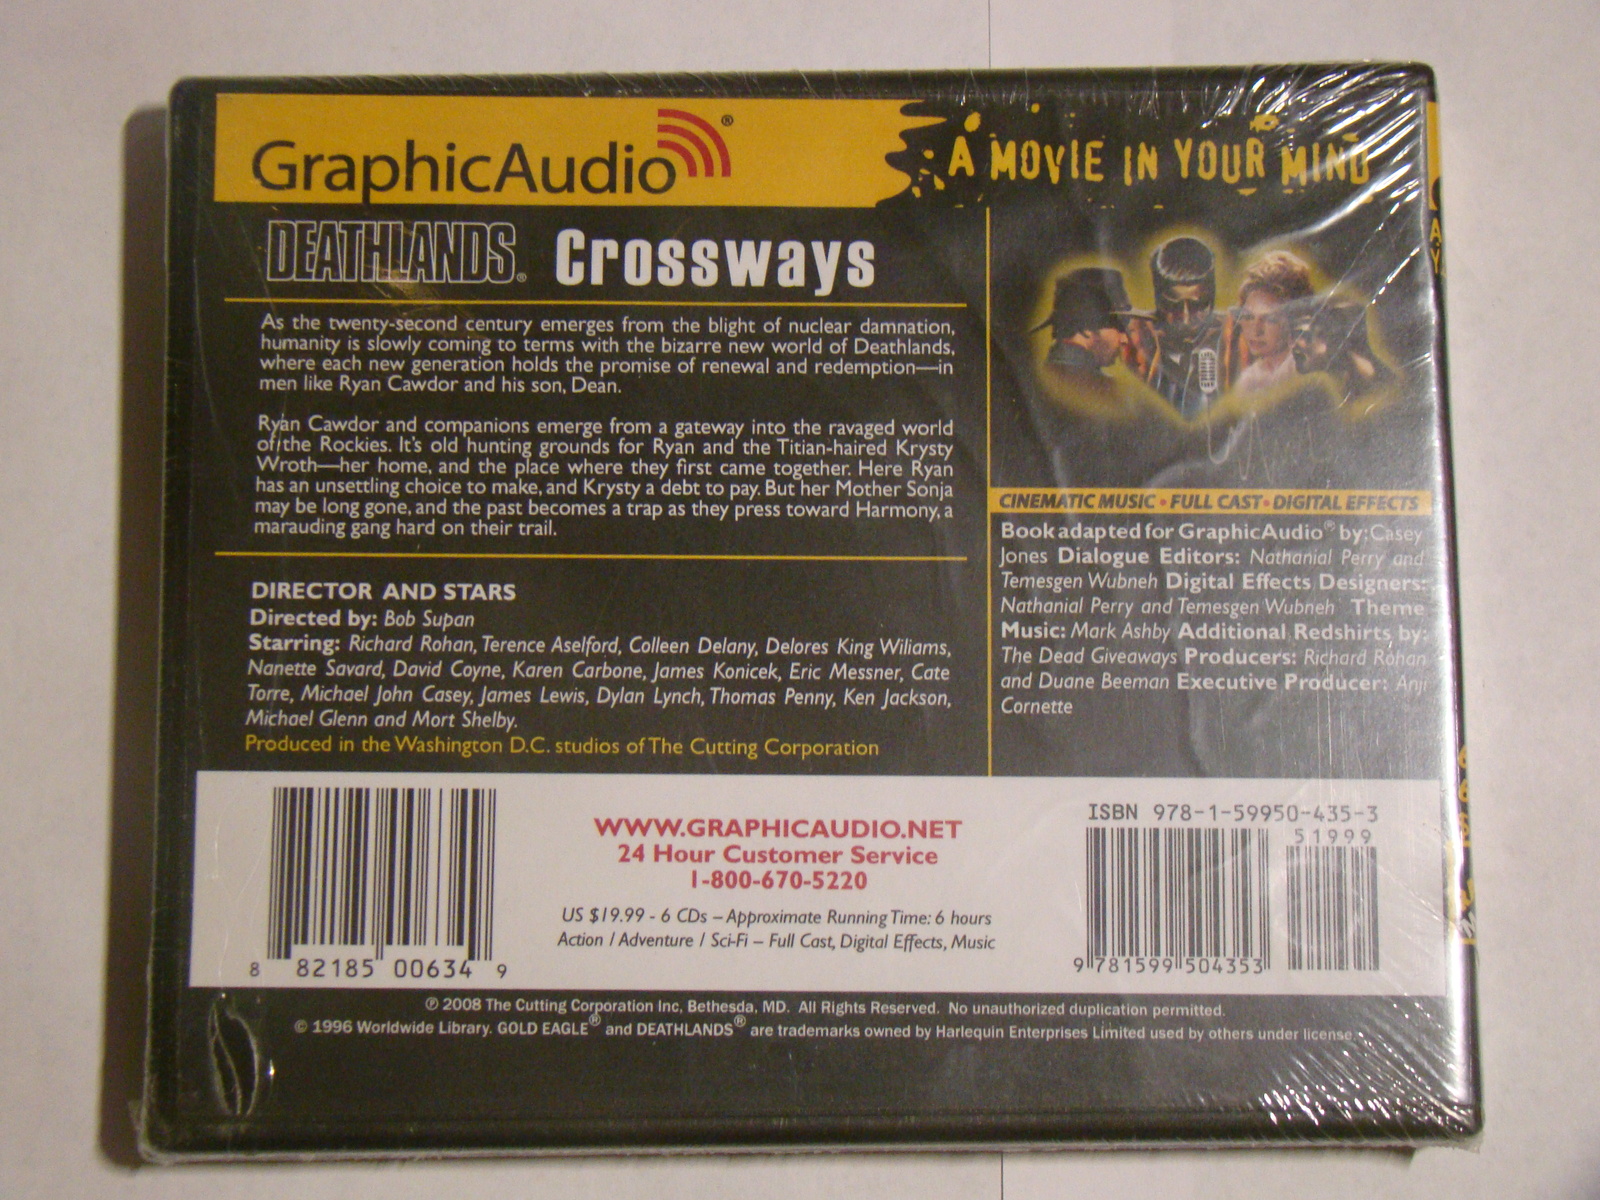 GraphicAudio®
A MOVIE IN YOUR MIND
DEATHLANDS® Crossways
As the twenty-second century emerges from the blight of nuclear damnation,
humanity is slowly coming to terms with the bizarre new world of Deathlands,
where each new generation holds the promise of renewal and redemption—in
men like Ryan Cawdor and his son, Dean.
Ryan Cawdor and companions emerge from a gateway into the ravaged world
of the Rockies. It's old hunting grounds for Ryan and the Titian-haired Krysty
Wroth—her home, and the place where they first came together. Here Ryan
has an unsettling choice to make, and Krysty a debt to pay. But her Mother Sonja
may be long gone, and the past becomes a trap as they press toward Harmony, a
marauding gang hard on their trail.
DIRECTOR AND STARS
Directed by: Bob Supan
Starring: Richard Rohan, Terence Aselford, Colleen Delany, Delores King Wiliams,
Nanette Savard, David Coyne, Karen Carbone, James Konicek, Eric Messner, Cate
Torre, Michael John Casey, James Lewis, Dylan Lynch, Thomas Penny, Ken Jackson,
Michael Glenn and Mort Shelby.
Produced in the Washington D.C. studios of The Cutting Corporation
CINEMATIC MUSIC • FULL CAST • DIGITAL EFFECTS
Book adapted for GraphicAudio® by: Casey
Jones Dialogue Editors: Nathanial Perry and
Temesgen Wubneh Digital Effects Designers:
Nathanial Perry and Temesgen Wubneh Theme
Music: Mark Ashby Additional Redshirts by:
The Dead Giveaways Producers: Richard Rohan
and Duane Beeman Executive Producer: Anji
Cornette
8 82185 00634 9
WWW.GRAPHICAUDIO.NET
24 Hour Customer Service
1-800-670-5220
US $19.99 - 6 CDs – Approximate Running Time: 6 hours
Action / Adventure / Sci-Fi – Full Cast, Digital Effects, Music
ISBN 978-1-59950-435-3
51999
9 781599 504353
℗ 2008 The Cutting Corporation Inc, Bethesda, MD. All Rights Reserved. No unauthorized duplication permitted.
© 1996 Worldwide Library. GOLD EAGLE® and DEATHLANDS® are trademarks owned by Harlequin Enterprises Limited used by others under license.